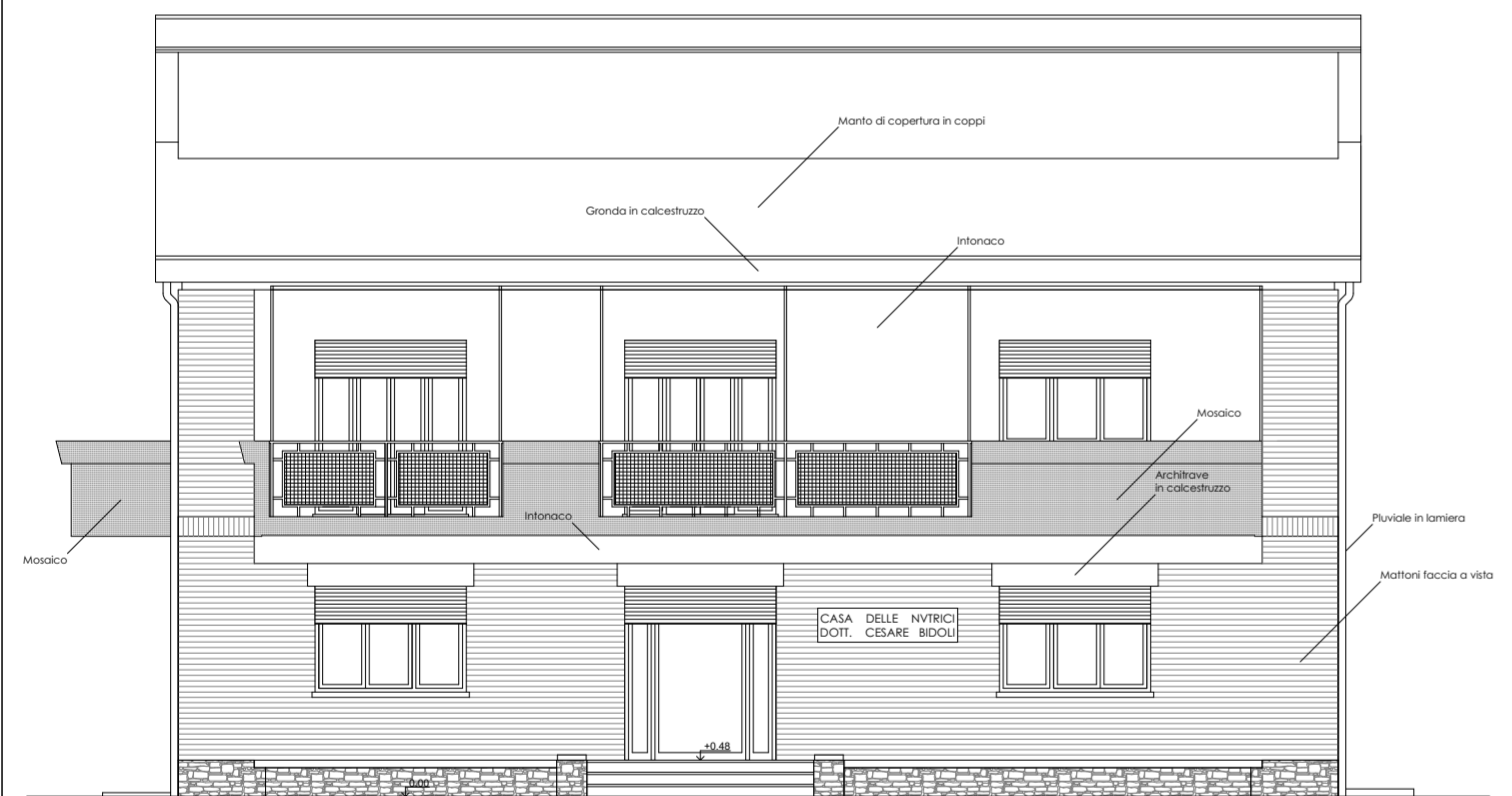 Manto di copertura in coppi
Gronda in calcestruzzo
Intonaco
Mosaico
Architrave
in calcestruzzo
Intonaco
Pluviale in lamiera
Mosaico
Mattoni faccia a vista
CASA DELLE NVTRICI
DOTT. CESARE BIDOLI
+0.48
0.00